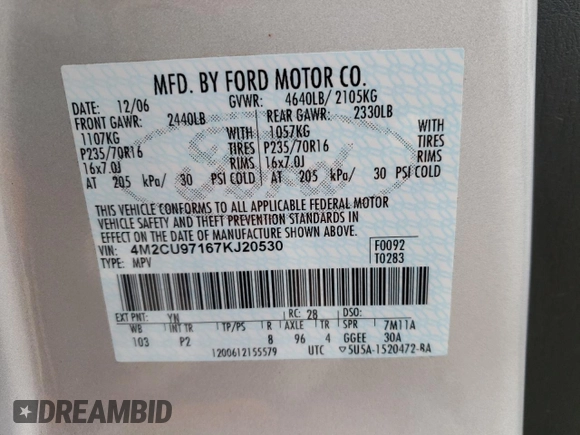 MFD. BY FORD MOTOR CO.
DATE: 12/06 GVWR: 4640LB/ 2105KG
FRONT GAWR: 2440LB REAR GAWR: 2330LB
1107KG WITH 1057KG WITH
P235/70R16 TIRES P235/70R16 TIRES
16x7.0J RIMS 16x7.0J RIMS
AT 205 kPa/ 30 PSI COLD AT 205 kPa/ 30 PSI COLD
THIS VEHICLE CONFORMS TO ALL APPLICABLE FEDERAL MOTOR
VEHICLE SAFETY AND THEFT PREVENTION STANDARDS IN
EFFECT ON THE DATE OF MANUFACTURE SHOWN ABOVE.
VIN: 4M2CU97167KJ20530 F0092
TYPE: MPV T0283
EXT PNT: YN RC: 28 DSO:
WB INT TR TP/PS R AXLE TR SPR 7M11A
103 P2 8 96 4 GGEE 30A
1200612155579 UTC 5U5A-1520472-BA
Ford
DREAMBID